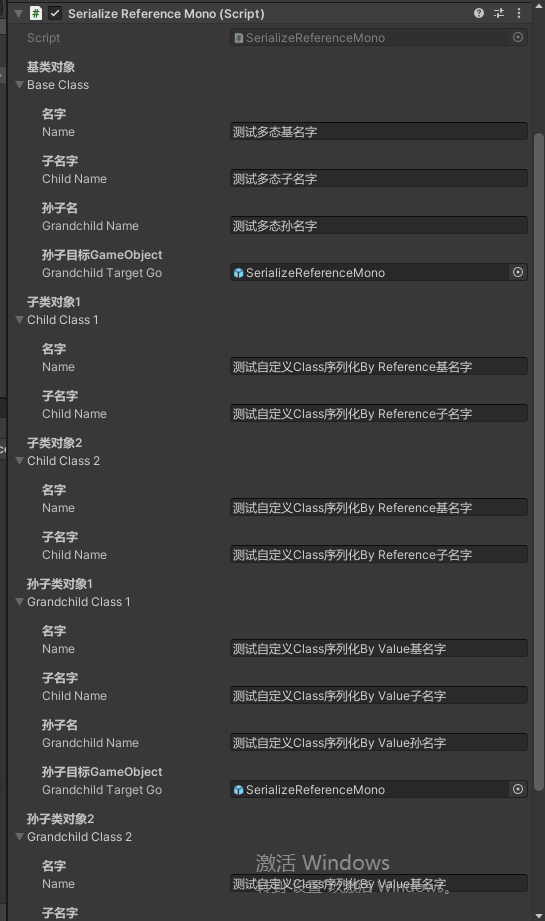 Serialize Reference Mono (Script)
Script SerializeReferenceMono
基类对象
Base Class
名字
Name 测试多态基名字
子名字
Child Name 测试多态子名字
孙子名
Grandchild Name 测试多态孙名字
孙子目标GameObject
Grandchild Target Go SerializeReferenceMono
子类对象1
Child Class 1
名字
Name 测试自定义Class序列化By Reference基名字
子名字
Child Name 测试自定义Class序列化By Reference子名字
子类对象2
Child Class 2
名字
Name 测试自定义Class序列化By Reference基名字
子名字
Child Name 测试自定义Class序列化By Reference子名字
孙子类对象1
Grandchild Class 1
名字
Name 测试自定义Class序列化By Value基名字
子名字
Child Name 测试自定义Class序列化By Value子名字
孙子名
Grandchild Name 测试自定义Class序列化By Value孙名字
孙子目标GameObject
Grandchild Target Go SerializeReferenceMono
孙子类对象2
Grandchild Class 2
名字
激活 Windows
Name 测试自定义Class序列化By Value基名字
转到"设置"以激活 Windows。
子名字